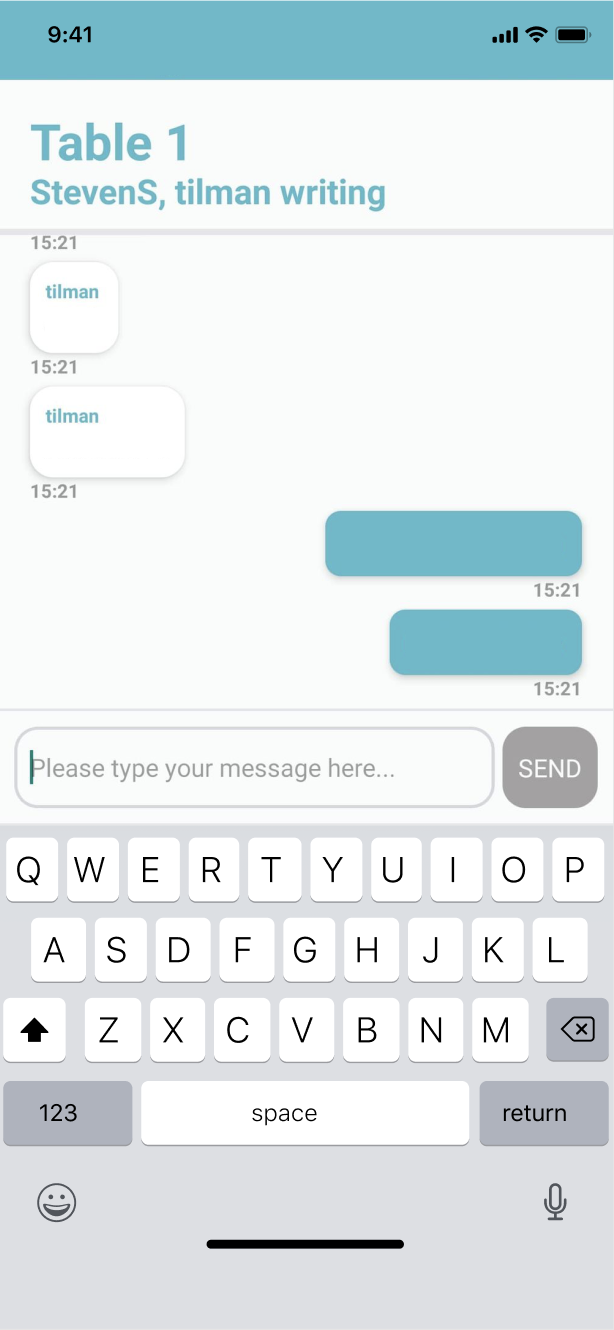 9:41
Table 1
StevenS, tilman writing
15:21
tilman
15:21
tilman
15:21
15:21
15:21
Please type your message here...
SEND
Q W E R T Y U I O P
A S D F G H J K L
Z X C V B N M
123 space return